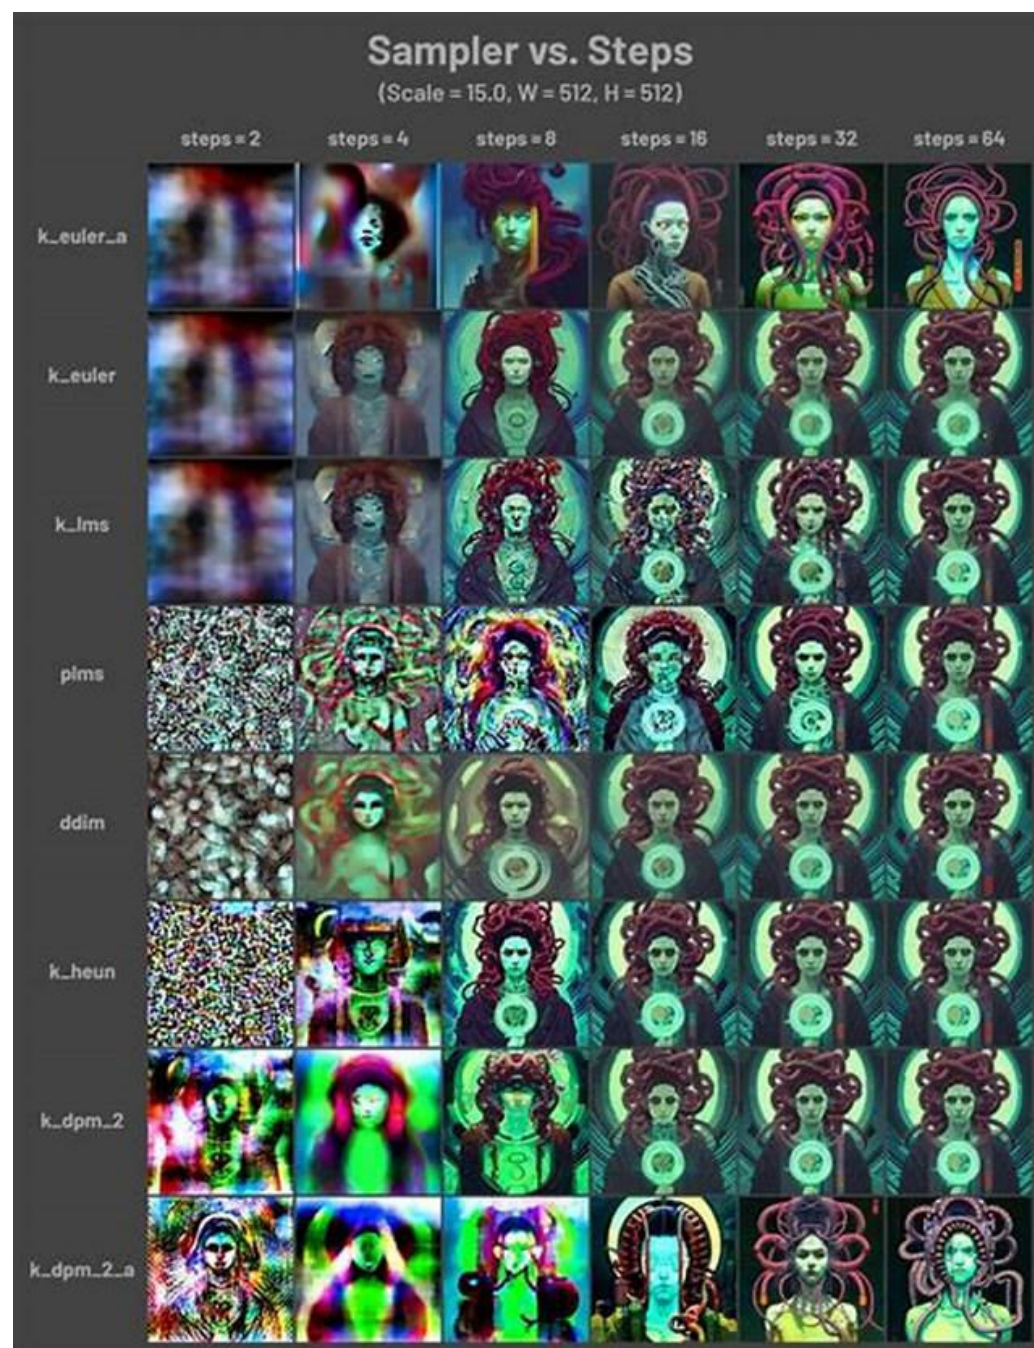 Sampler vs. Steps
(Scale = 15.0, W = 512, H = 512)
steps = 2 steps = 4 steps = 8 steps = 16 steps = 32 steps = 64
k_euler_a
k_euler
k_lms
plms
ddim
k_heun
k_dpm_2
k_dpm_2_a